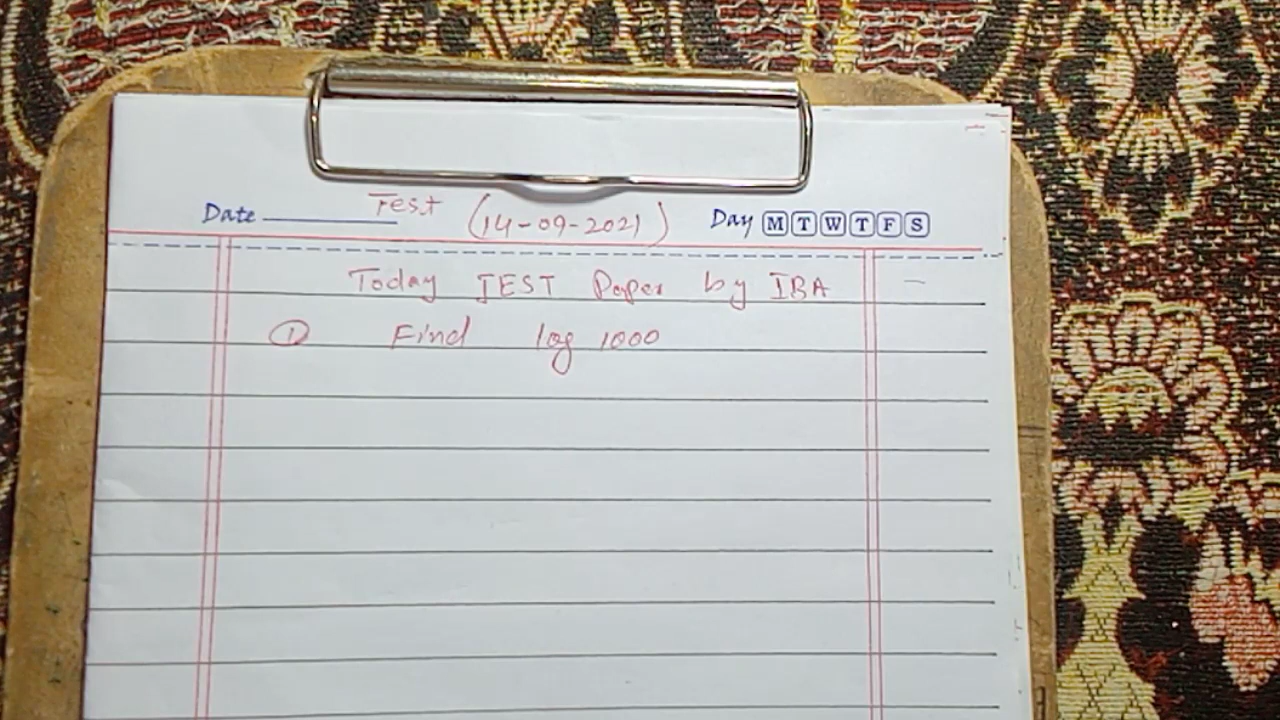 Date Test (14-09-2021) Day M T W T F S
Today TEST Paper by IBA
① Find log 1000